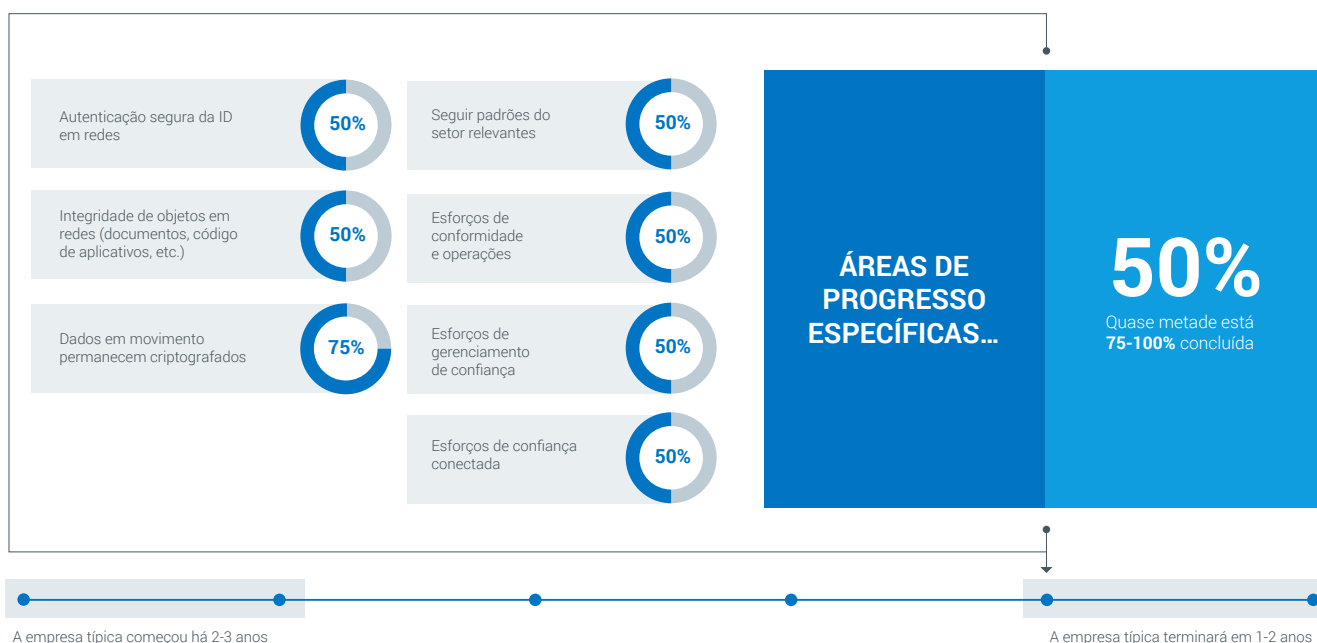 Autenticação segura da ID
em redes
50%
Integridade de objetos em
redes (documentos, código
de aplicativos, etc.)
50%
Dados em movimento
permanecem criptografados
75%
Seguir padrões do
setor relevantes
50%
Esforços de
conformidade
e operações
50%
Esforços de
gerenciamento
de confiança
50%
Esforços de confiança
conectada
50%
ÁREAS DE
PROGRESSO
ESPECÍFICAS...
50%
Quase metade está
75-100% concluída
A empresa típica começou há 2-3 anos
A empresa típica terminará em 1-2 anos